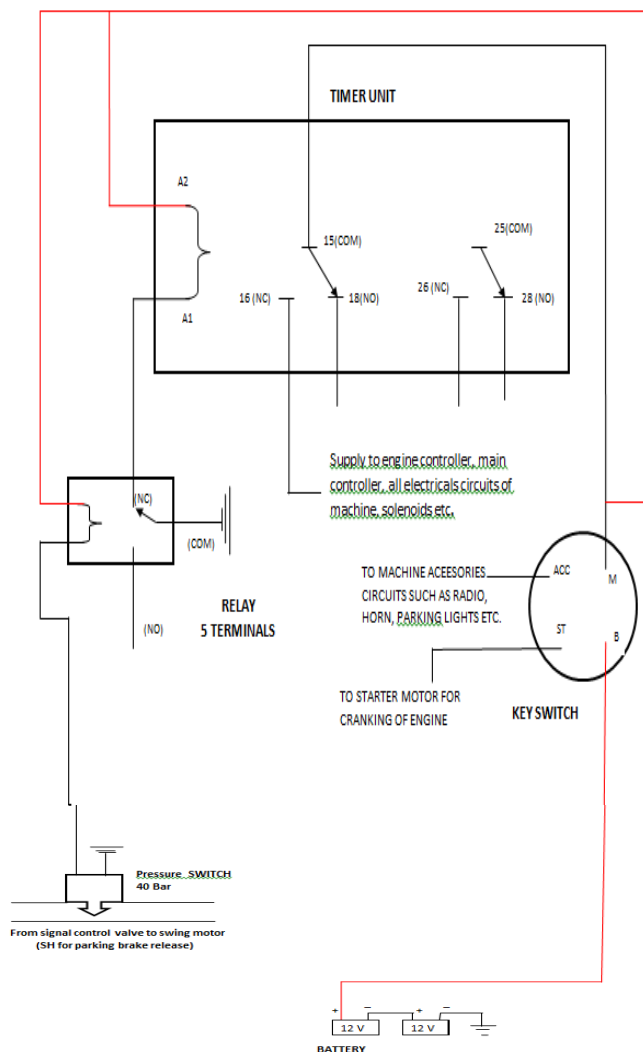 TIMER UNIT
A2
15(COM)
25(COM)
16 (NC)
18(NO)
26 (NC)
28 (NO)
A1
Supply to engine controller, main
controller, all electricals circuits of
machine, solenoids etc.
(NC)
(COM)
(NO)
RELAY
5 TERMINALS
TO MACHINE ACEESORIES
CIRCUITS SUCH AS RADIO,
HORN, PARKING LIGHTS ETC.
ACC
M
ST
B
TO STARTER MOTOR FOR
CRANKING OF ENGINE
KEY SWITCH
Pressure SWITCH
40 Bar
From signal control valve to swing motor
(SH for parking brake release)
+ − + −
12 V
12 V
BATTERY